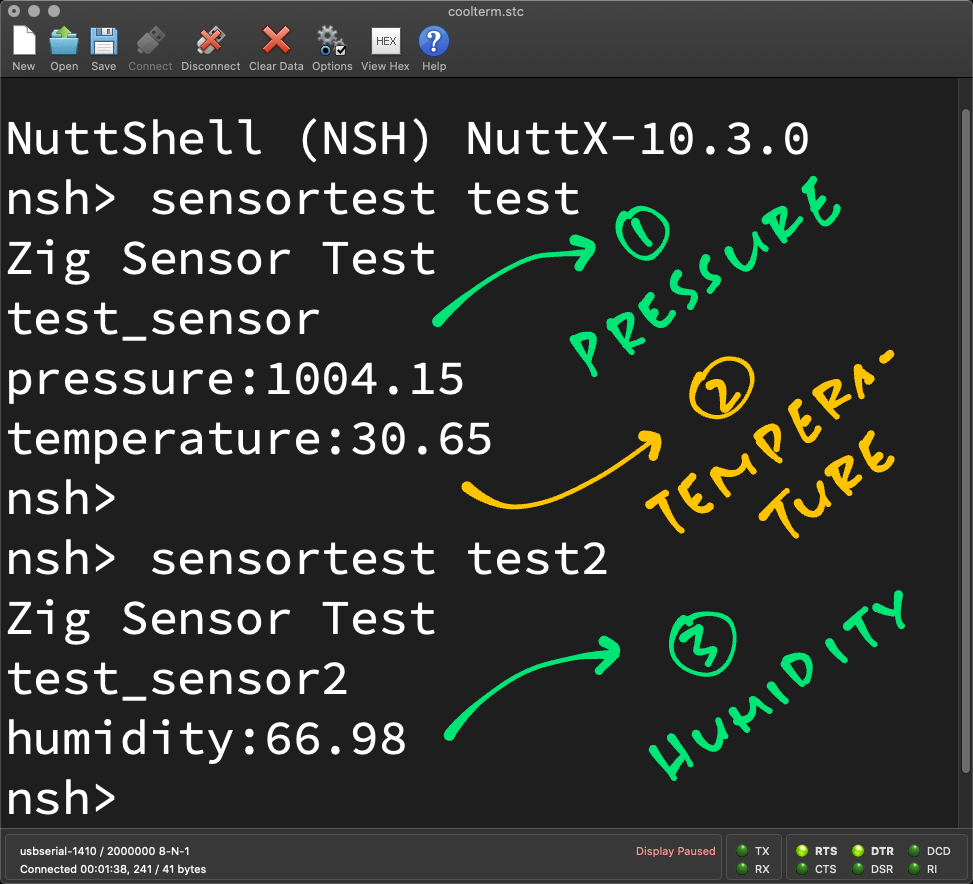 coolterm.stc
New Open Save Connect Disconnect Clear Data Options View Hex Help
HEX
?
NuttShell (NSH) NuttX-10.3.0
nsh> sensortest test
Zig Sensor Test
test_sensor
pressure:1004.15
temperature:30.65
nsh>
nsh> sensortest test2
Zig Sensor Test
test_sensor2
humidity:66.98
nsh>
1
PRESSURE
2
TEMPERA-
TURE
3
HUMIDITY
usbserial-1410 / 2000000 8-N-1
Connected 00:01:38, 241 / 41 bytes
Display Paused
TX RTS DTR DCD
RX CTS DSR RI